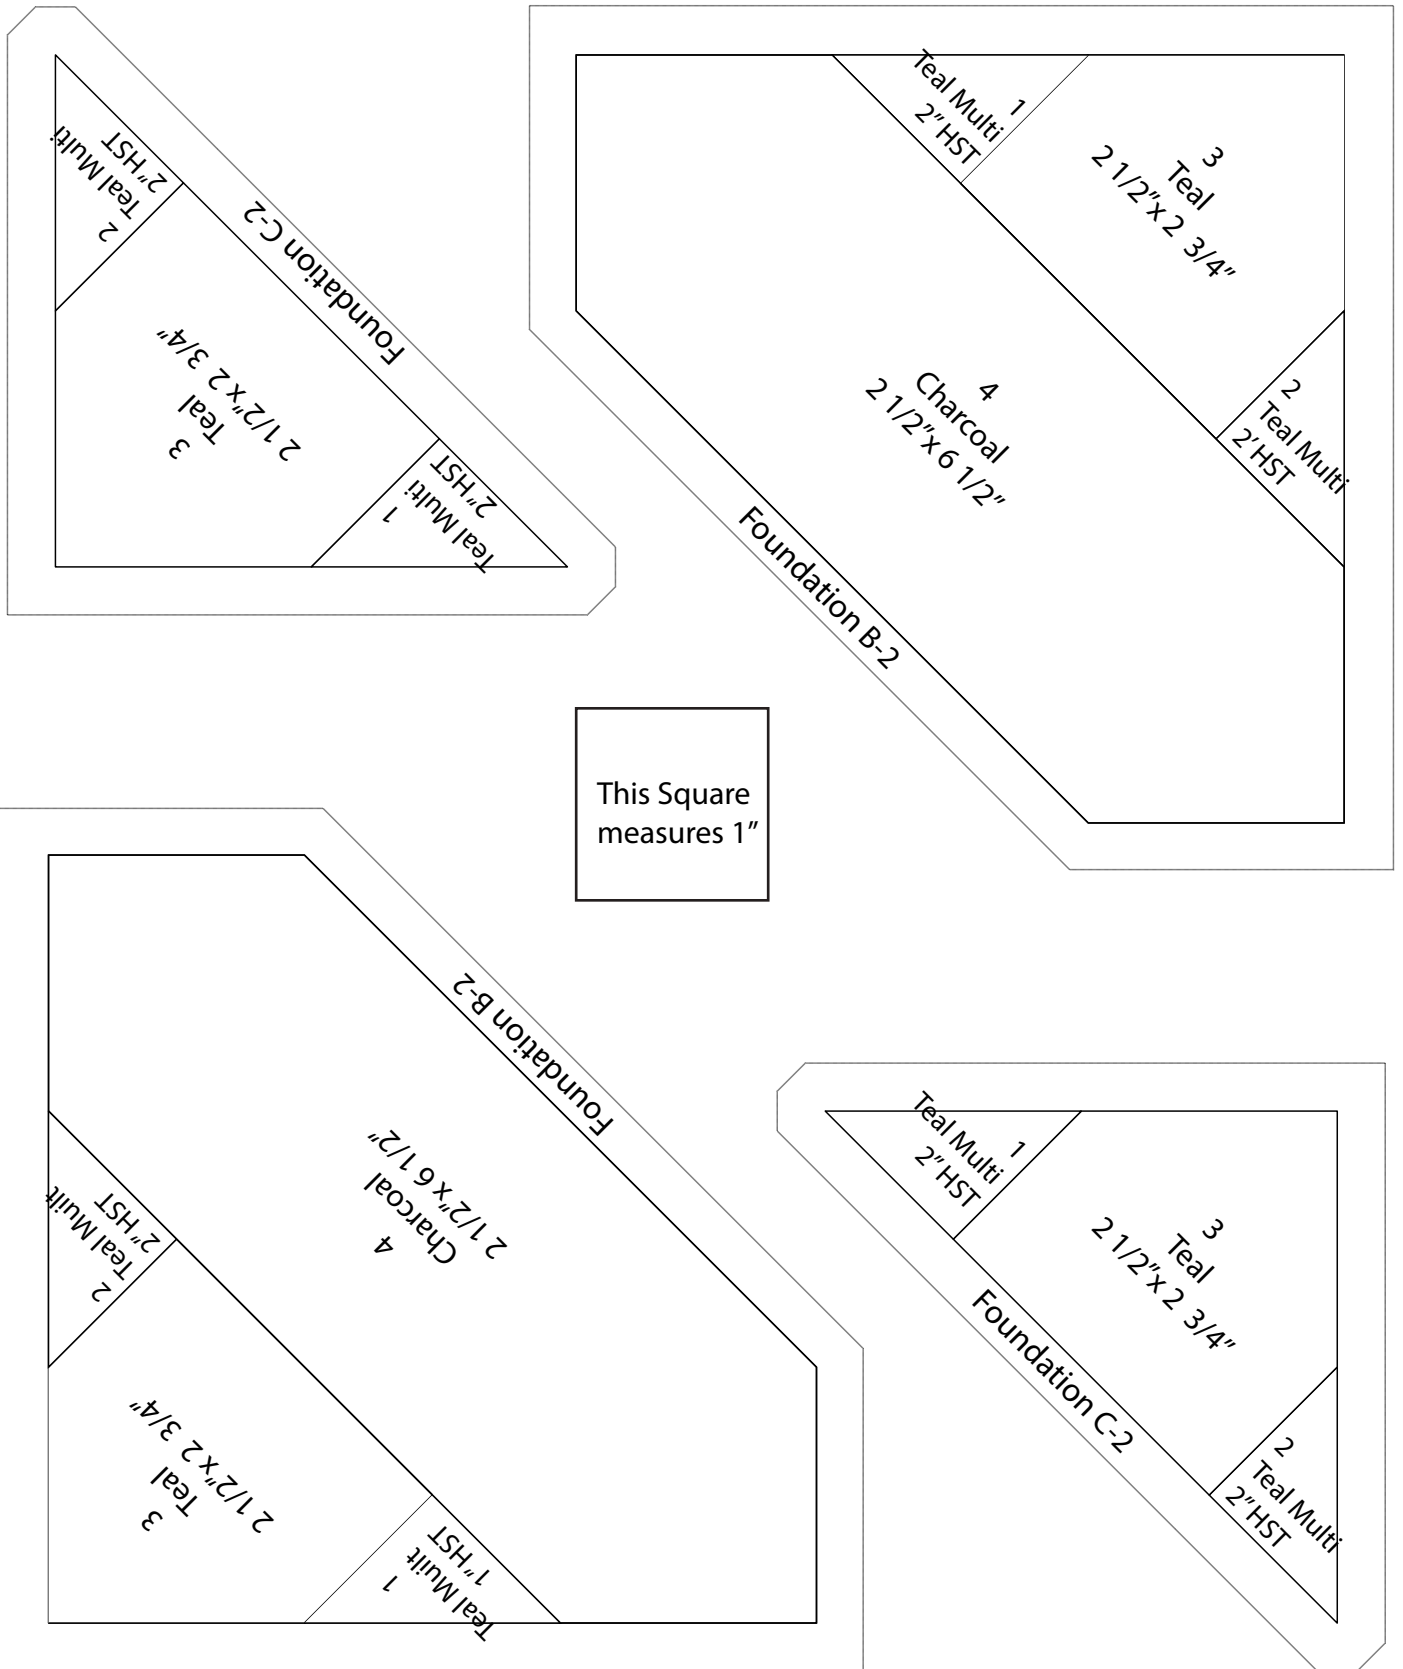 2
Teal Multi
2"HST
3
Teal
2 1/2"x 2 3/4"
1
Teal Multi
2"HST
Foundation C-2
1
Teal Multi
2"HST
3
Teal
2 1/2"x 2 3/4"
2
Teal Multi
2'HST
4
Charcoal
2 1/2"x 6 1/2"
Foundation B-2
This Square
measures 1"
Foundation B-2
4
Charcoal
2 1/2"x 6 1/2"
2
Teal Muilt
2"HST
3
Teal
2 1/2"x 2 3/4"
1
Teal Muilt
1"HST
1
Teal Multi
2"HST
3
Teal
2 1/2"x 2 3/4"
2
Teal Multi
2"HST
Foundation C-2